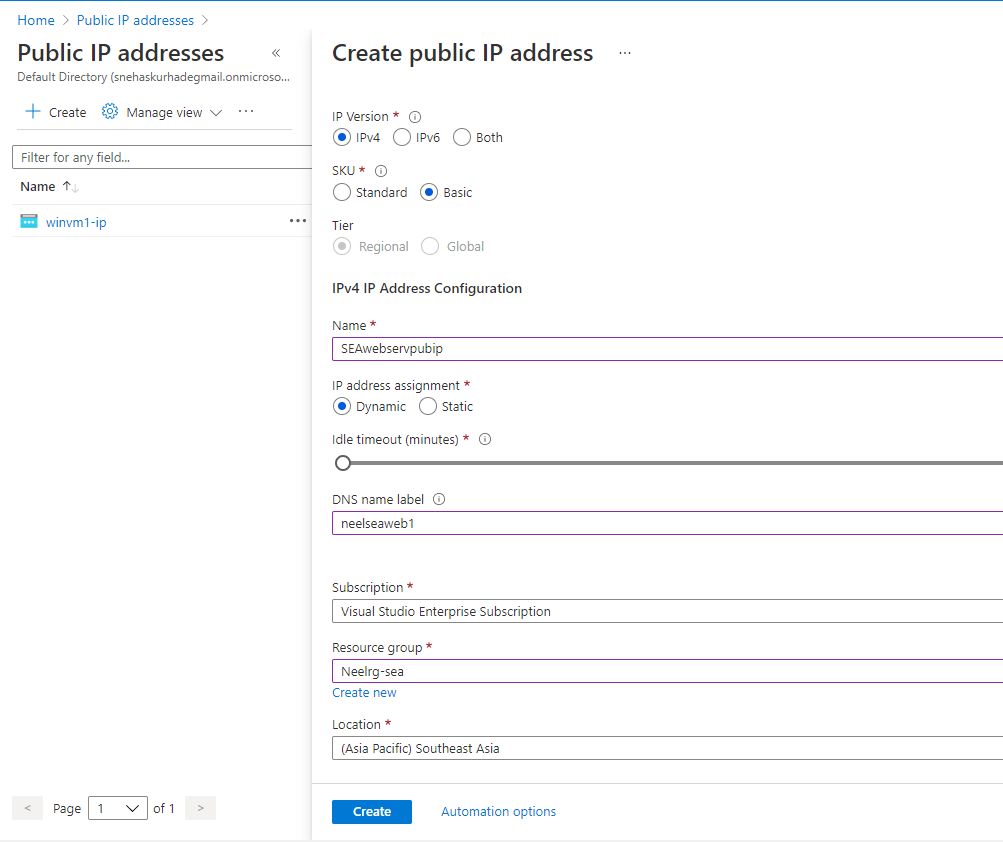 Home > Public IP addresses >
Public IP addresses «
Default Directory (snehaskurhadegmail.onmicroso...
+ Create Manage view ...
Filter for any field...
Name ↑↓
winvm1-ip ...
< Page 1 of 1 >
Create public IP address ...
IP Version *
IPv4 IPv6 Both
SKU *
Standard Basic
Tier
Regional Global
IPv4 IP Address Configuration
Name *
SEAwebservpubip
IP address assignment *
Dynamic Static
Idle timeout (minutes) *
DNS name label
neelseaweb1
Subscription *
Visual Studio Enterprise Subscription
Resource group *
Neelrg-sea
Create new
Location *
(Asia Pacific) Southeast Asia
Create Automation options